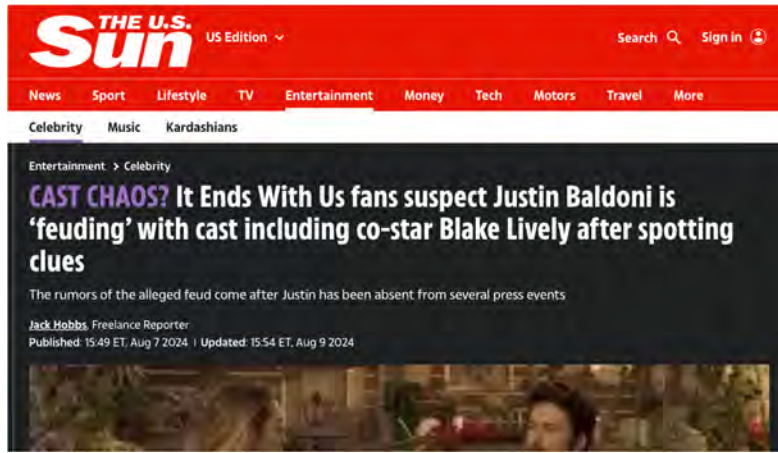 THE U.S.
Sun
US Edition
Search
Sign in
News Sport Lifestyle TV Entertainment Money Tech Motors Travel More
Celebrity Music Kardashians
Entertainment > Celebrity
CAST CHAOS? It Ends With Us fans suspect Justin Baldoni is
‘feuding’ with cast including co-star Blake Lively after spotting
clues
The rumors of the alleged feud come after Justin has been absent from several press events
Jack Hobbs, Freelance Reporter
Published: 15:49 ET, Aug 7 2024 | Updated: 15:54 ET, Aug 9 2024